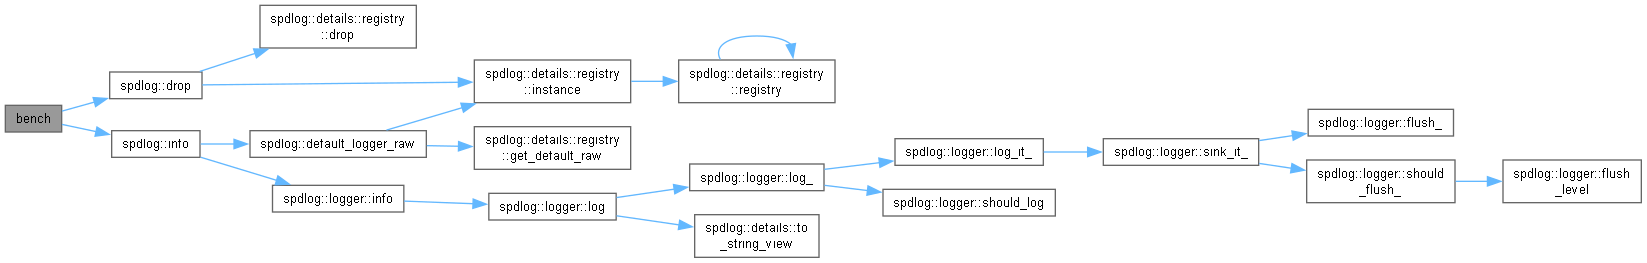 bench
spdlog::drop
spdlog::details::registry
::drop
spdlog::info
spdlog::default_logger_raw
spdlog::logger::info
spdlog::details::registry
::instance
spdlog::details::registry
::get_default_raw
spdlog::logger::log
spdlog::details::registry
::registry
spdlog::logger::log_
spdlog::details::to
_string_view
spdlog::logger::log_it_
spdlog::logger::should_log
spdlog::logger::sink_it_
spdlog::logger::flush_
spdlog::logger::should
_flush_
spdlog::logger::flush
_level